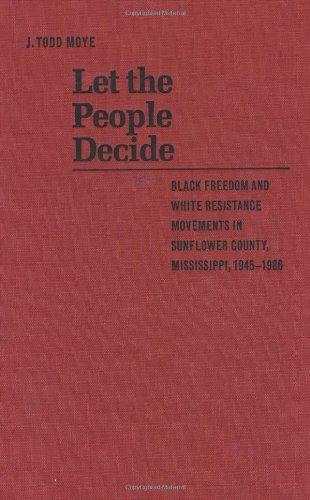 J. TODD MOYE
Let the
People
Decide
BLACK FREEDOM AND
WHITE RESISTANCE
MOVEMENTS IN
SUNFLOWER COUNTY,
MISSISSIPPI, 1945–1986